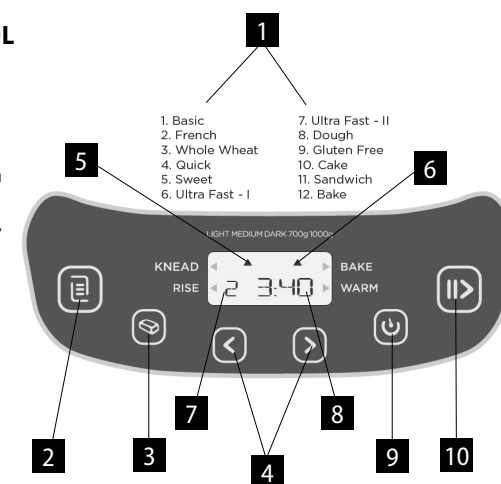 OL
1
1. Basic
2. French
3. Whole Wheat
4. Quick
5. Sweet
6. Ultra Fast - I
7. Ultra Fast - II
8. Dough
9. Gluten Free
10. Cake
11. Sandwich
12. Bake
5
6
LIGHT MEDIUM DARK 700g 1000g
KNEAD
BAKE
RISE
2 3:40
WARM
7
8
2
3
4
9
10